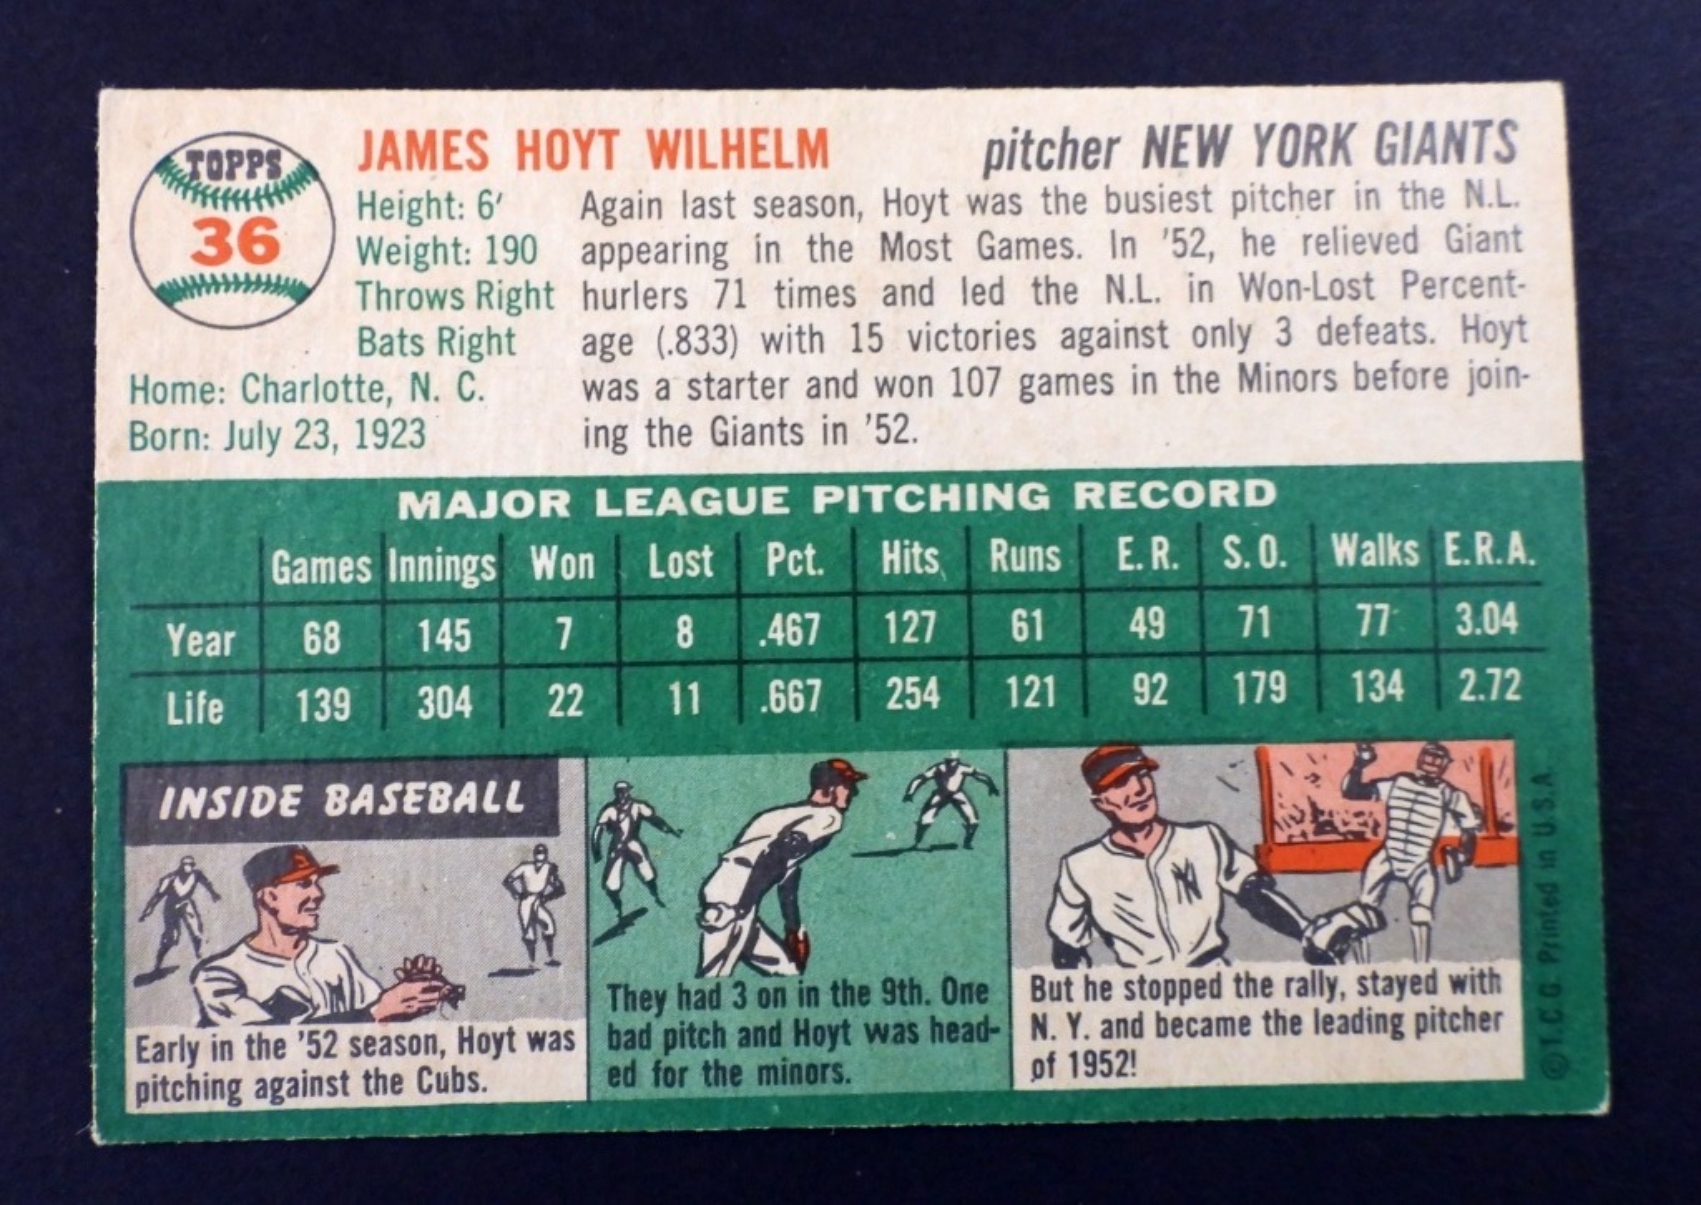 TOPPS
36
JAMES HOYT WILHELM
pitcher NEW YORK GIANTS
Height: 6'
Weight: 190
Throws Right
Bats Right
Home: Charlotte, N. C.
Born: July 23, 1923
Again last season, Hoyt was the busiest pitcher in the N.L.
appearing in the Most Games. In '52, he relieved Giant
hurlers 71 times and led the N.L. in Won-Lost Percent-
age (.833) with 15 victories against only 3 defeats. Hoyt
was a starter and won 107 games in the Minors before join-
ing the Giants in '52.
MAJOR LEAGUE PITCHING RECORD
Games Innings Won Lost Pct. Hits Runs E. R. S. O. Walks E.R.A.
Year 68 145 7 8 .467 127 61 49 71 77 3.04
Life 139 304 22 11 .667 254 121 92 179 134 2.72
INSIDE BASEBALL
Early in the '52 season, Hoyt was
pitching against the Cubs.
They had 3 on in the 9th. One
bad pitch and Hoyt was head-
ed for the minors.
NY
But he stopped the rally, stayed with
N. Y. and became the leading pitcher
of 1952!
©T.C.G. Printed in U.S.A.